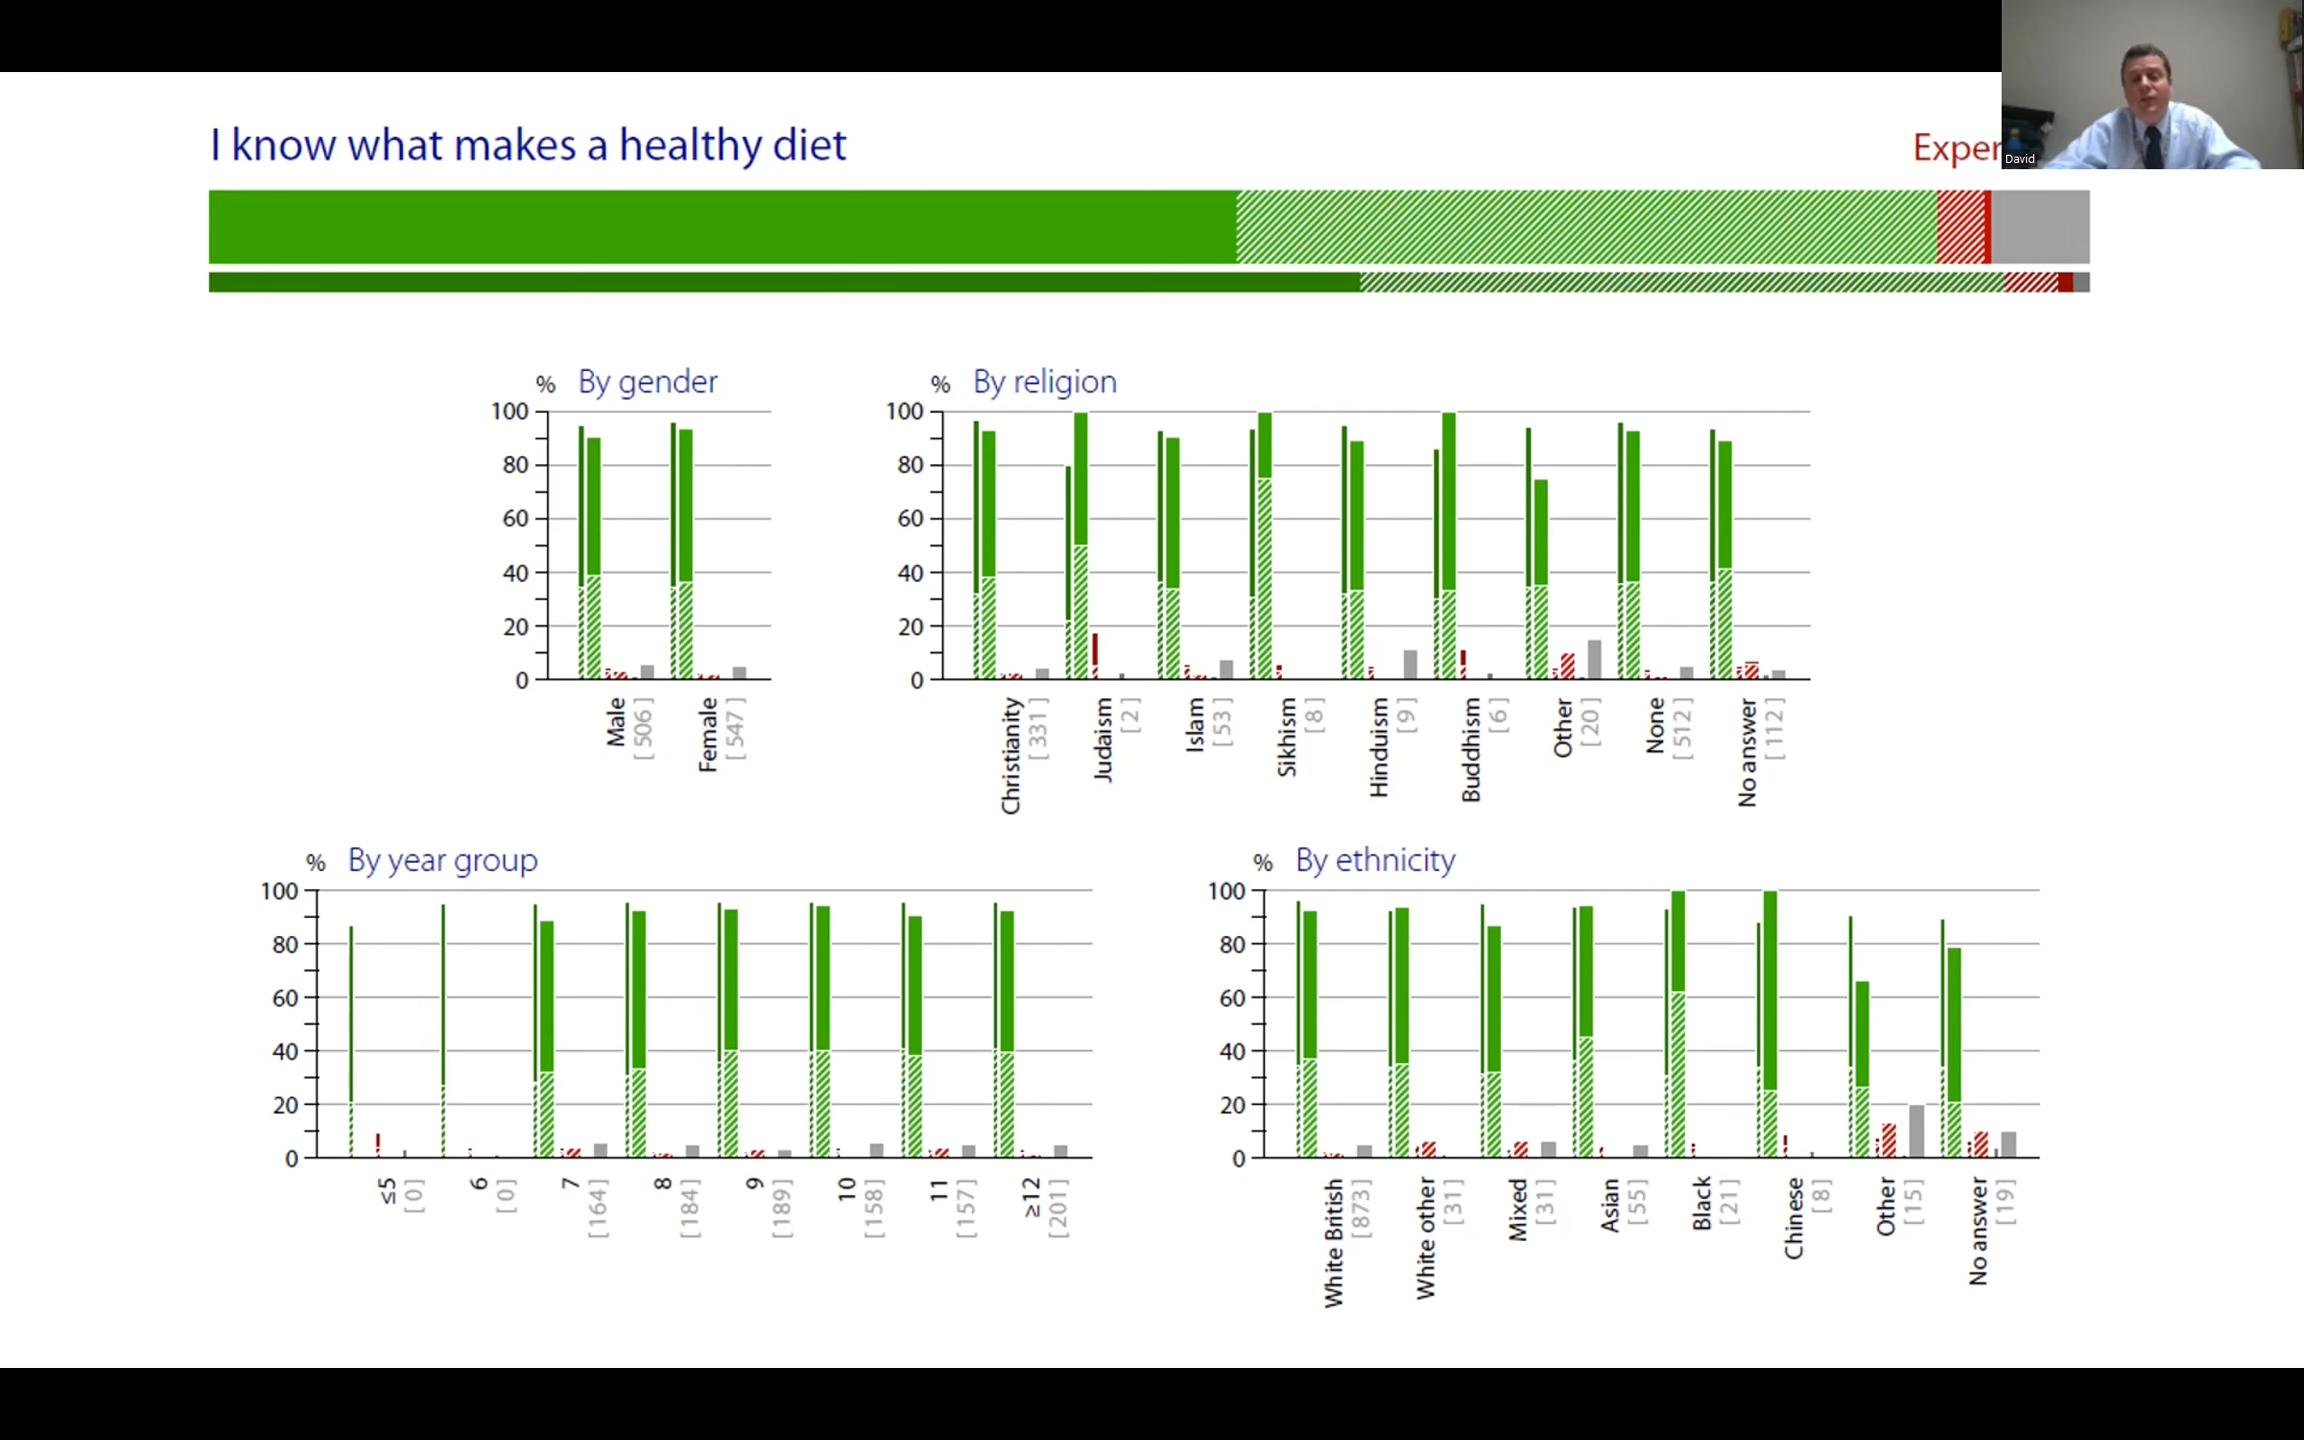 I know what makes a healthy diet
Exper
David
% By gender
100
80
60
40
20
0
Male
[506]
Female
[547]
% By religion
100
80
60
40
20
0
Christianity
[331]
Judaism
[2]
Islam
[53]
Sikhism
[8]
Hinduism
[9]
Buddhism
[6]
Other
[20]
None
[512]
No answer
[112]
% By year group
100
80
60
40
20
0
≤5
[0]
6
[0]
7
[164]
8
[184]
9
[189]
10
[158]
11
[157]
≥12
[201]
% By ethnicity
100
80
60
40
20
0
White British
[873]
White other
[31]
Mixed
[31]
Asian
[55]
Black
[21]
Chinese
[8]
Other
[15]
No answer
[19]